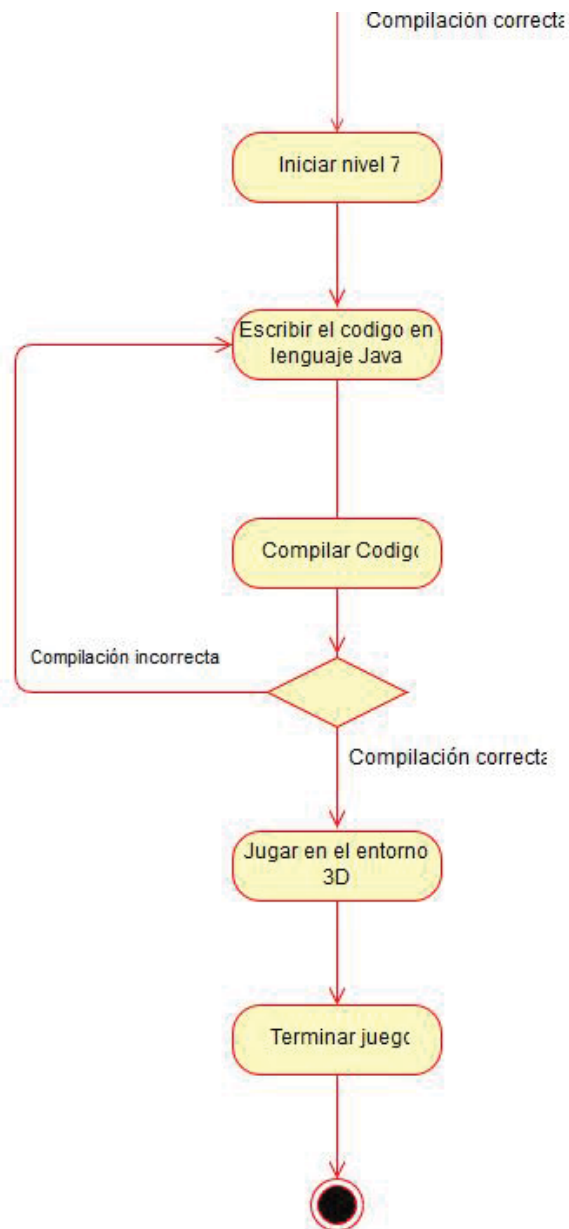 Compilación correcta
Iniciar nivel 7
Escribir el codigo en
lenguaje Java
Compilar Codigo
Compilación incorrecta
Compilación correcta
Jugar en el entorno
3D
Terminar juego